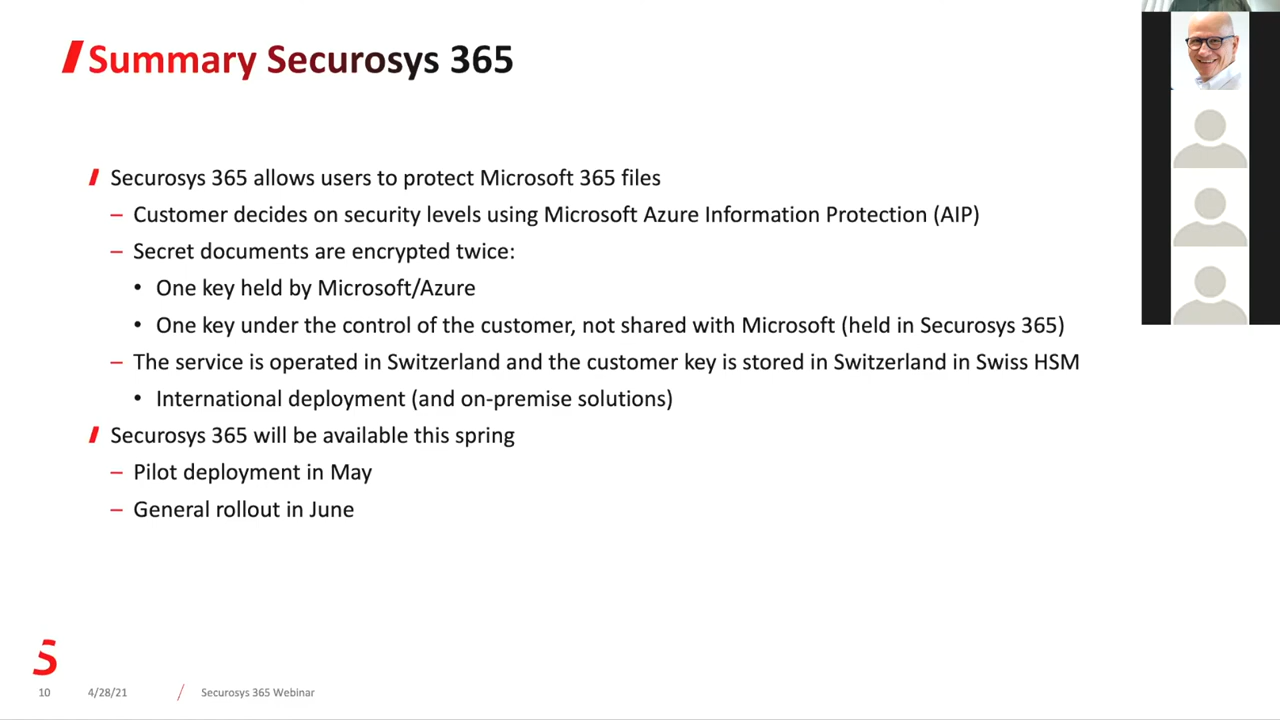 Summary Securosys 365
Securosys 365 allows users to protect Microsoft 365 files
– Customer decides on security levels using Microsoft Azure Information Protection (AIP)
– Secret documents are encrypted twice:
• One key held by Microsoft/Azure
• One key under the control of the customer, not shared with Microsoft (held in Securosys 365)
– The service is operated in Switzerland and the customer key is stored in Switzerland in Swiss HSM
• International deployment (and on-premise solutions)
Securosys 365 will be available this spring
– Pilot deployment in May
– General rollout in June
10 4/28/21 / Securosys 365 Webinar